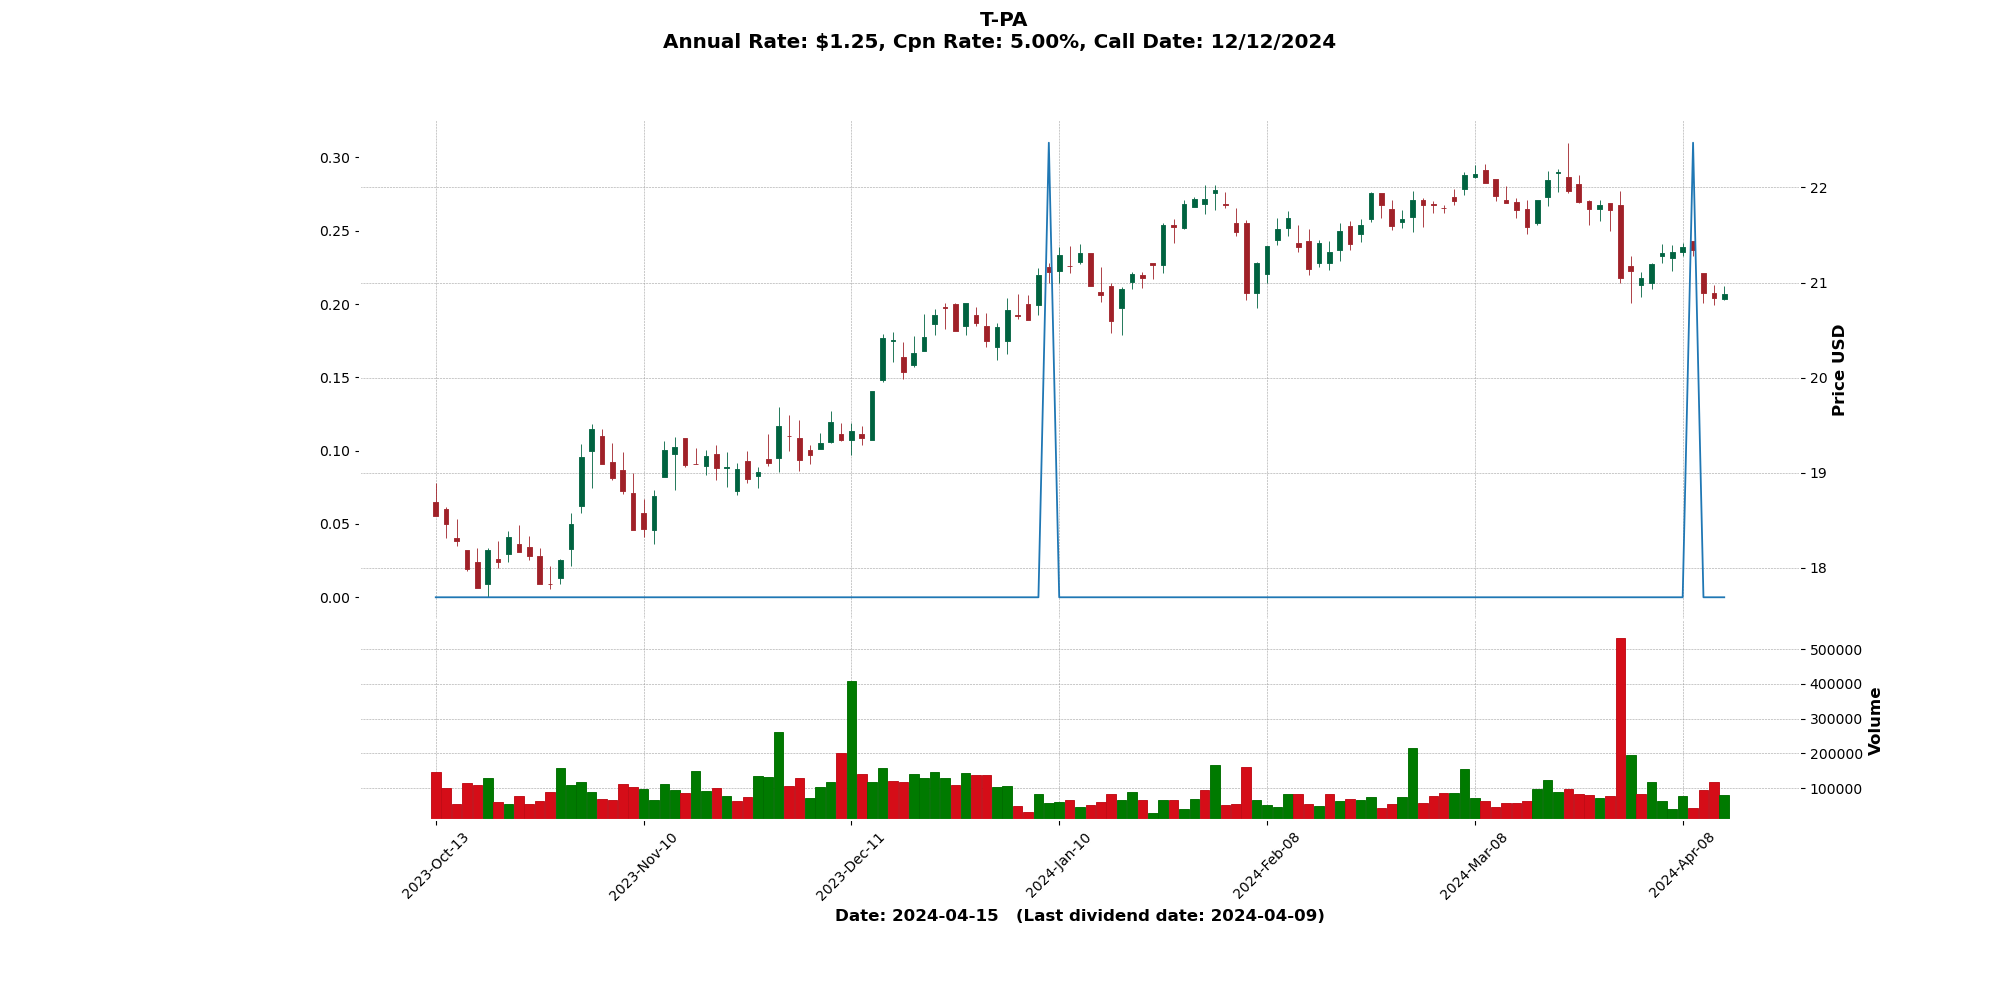 T-PA
Annual Rate: $1.25, Cpn Rate: 5.00%, Call Date: 12/12/2024
0.30
0.25
0.20
0.15
0.10
0.05
0.00
22
21
20
19
18
Price USD
500000
400000
300000
200000
100000
Volume
2023-Oct-13
2023-Nov-10
2023-Dec-11
2024-Jan-10
2024-Feb-08
2024-Mar-08
2024-Apr-08
Date: 2024-04-15 (Last dividend date: 2024-04-09)